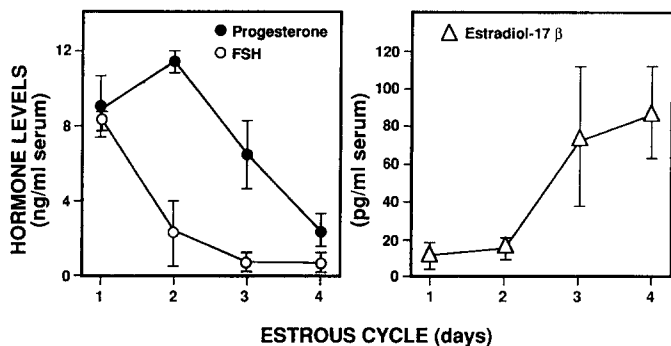 HORMONE LEVELS
(ng/ml serum)
12
8
4
0
Progesterone
FSH
1 2 3 4
(pg/ml serum)
120
100
80
60
40
20
0
Estradiol-17 β
1 2 3 4
ESTROUS CYCLE (days)